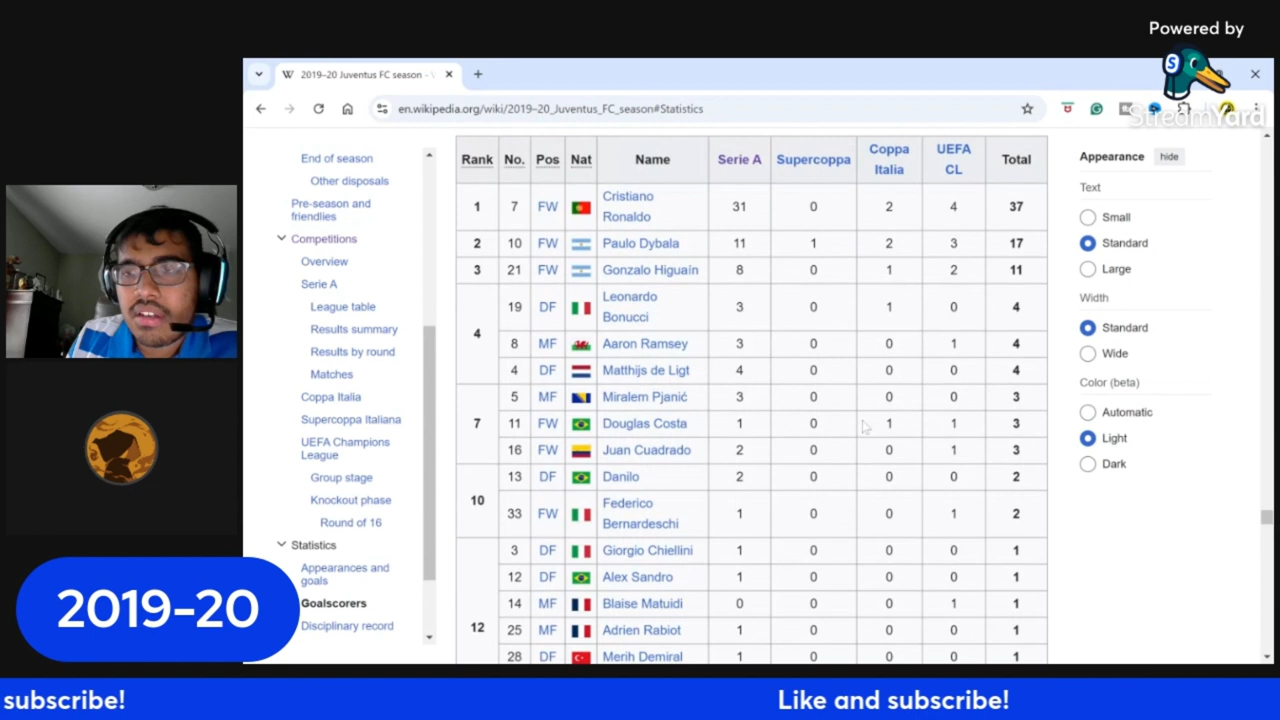 Powered by
S
StreamYard
W 2019–20 Juventus FC season -
en.wikipedia.org/wiki/2019–20_Juventus_FC_season#Statistics
End of season
Other disposals
Pre-season and
friendlies
Competitions
Overview
Serie A
League table
Results summary
Results by round
Matches
Coppa Italia
Supercoppa Italiana
UEFA Champions
League
Group stage
Knockout phase
Round of 16
Statistics
Appearances and
goals
Goalscorers
Disciplinary record
Rank No. Pos Nat Name Serie A Supercoppa Coppa Italia UEFA CL Total
1 7 FW Cristiano Ronaldo 31 0 2 4 37
2 10 FW Paulo Dybala 11 1 2 3 17
3 21 FW Gonzalo Higuaín 8 0 1 2 11
4 19 DF Leonardo Bonucci 3 0 1 0 4
8 MF Aaron Ramsey 3 0 0 1 4
4 DF Matthijs de Ligt 4 0 0 0 4
7 5 MF Miralem Pjanić 3 0 0 0 3
11 FW Douglas Costa 1 0 1 1 3
16 FW Juan Cuadrado 2 0 0 1 3
10 13 DF Danilo 2 0 0 0 2
33 FW Federico Bernardeschi 1 0 0 1 2
12 3 DF Giorgio Chiellini 1 0 0 0 1
12 DF Alex Sandro 1 0 0 0 1
14 MF Blaise Matuidi 0 0 0 1 1
25 MF Adrien Rabiot 1 0 0 0 1
28 DF Merih Demiral 1 0 0 0 1
Appearance hide
Text
Small
Standard
Large
Width
Standard
Wide
Color (beta)
Automatic
Light
Dark
2019-20
subscribe!
Like and subscribe!